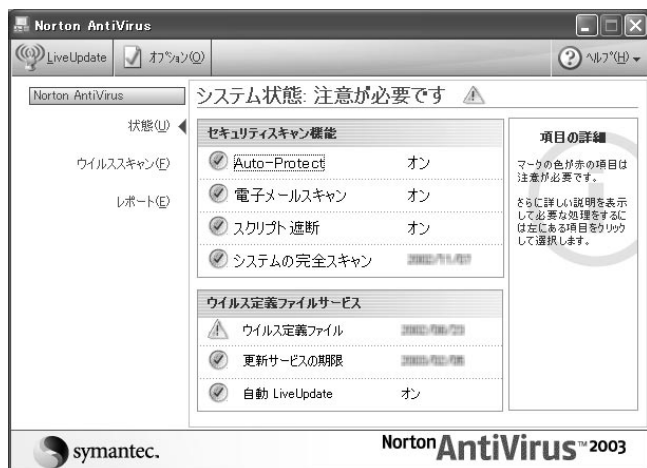 Norton AntiVirus
LiveUpdate
オプション(O)
ヘルプ(H)
Norton AntiVirus
状態(U)
ウイルススキャン(F)
レポート(E)
システム状態: 注意が必要です
セキュリティスキャン機能
Auto-Protect オン
電子メールスキャン オン
スクリプト遮断 オン
システムの完全スキャン
ウイルス定義ファイルサービス
ウイルス定義ファイル
更新サービスの期限
自動 LiveUpdate オン
項目の詳細
マークの色が赤の項目は
注意が必要です。
さらに詳しい説明を表示
して必要な処理をするに
は左にある項目をクリック
して選択します。
symantec.
Norton AntiVirus™ 2003